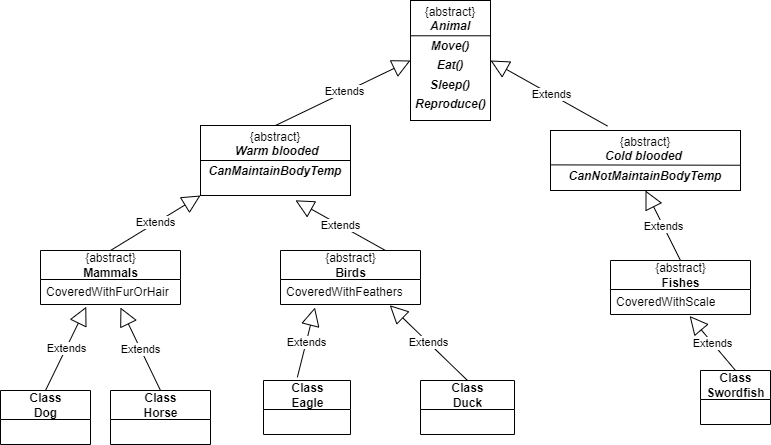 {abstract}
Animal
Move()
Eat()
Sleep()
Reproduce()
Extends
Extends
{abstract}
Warm blooded
CanMaintainBodyTemp
{abstract}
Cold blooded
CanNotMaintainBodyTemp
Extends
Extends
Extends
{abstract}
Mammals
CoveredWithFurOrHair
{abstract}
Birds
CoveredWithFeathers
{abstract}
Fishes
CoveredWithScale
Extends
Extends
Extends
Extends
Extends
Class
Dog
Class
Horse
Class
Eagle
Class
Duck
Class
Swordfish